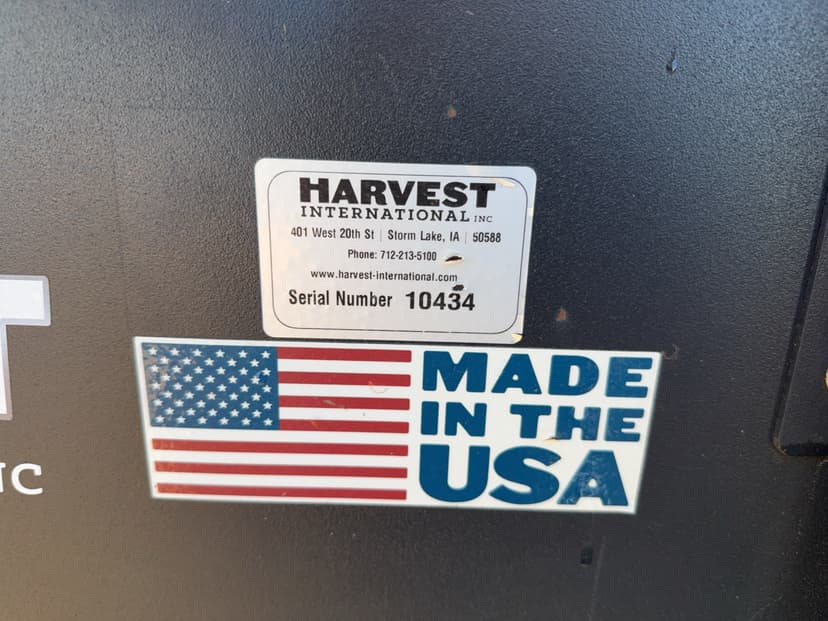 HARVEST
INTERNATIONAL INC
401 West 20th St | Storm Lake, IA | 50588
Phone: 712-213-5100
www.harvest-international.com
Serial Number 10434
MADE
IN THE
USA
T